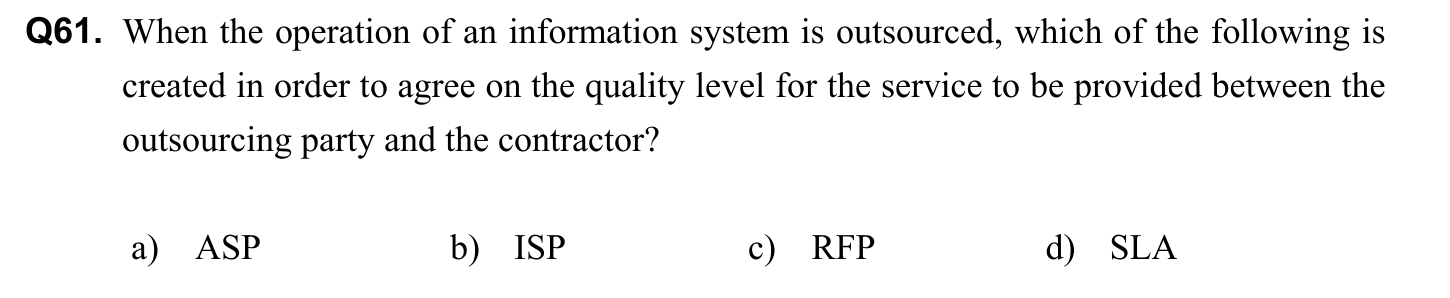 Q61. When the operation of an information system is outsourced, which of the following is
created in order to agree on the quality level for the service to be provided between the
outsourcing party and the contractor?
a) ASP b) ISP c) RFP d) SLA